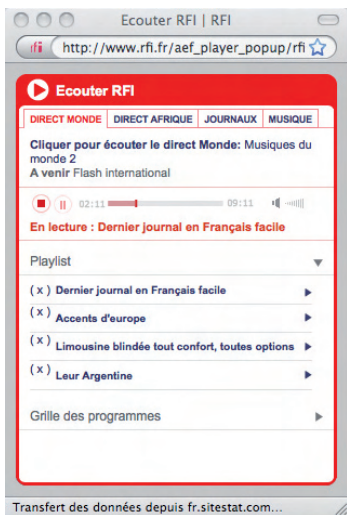 Ecouter RFI | RFI
rfi http://www.rfi.fr/aef_player_popup/rfi
Ecouter RFI
DIRECT MONDE DIRECT AFRIQUE JOURNAUX MUSIQUE
Cliquer pour écouter le direct Monde: Musiques du
monde 2
A venir Flash international
02:11 09:11
En lecture : Dernier journal en Français facile
Playlist
(x) Dernier journal en Français facile
(x) Accents d'europe
(x) Limousine blindée tout confort, toutes options
(x) Leur Argentine
Grille des programmes
Transfert des données depuis fr.sitestat.com...